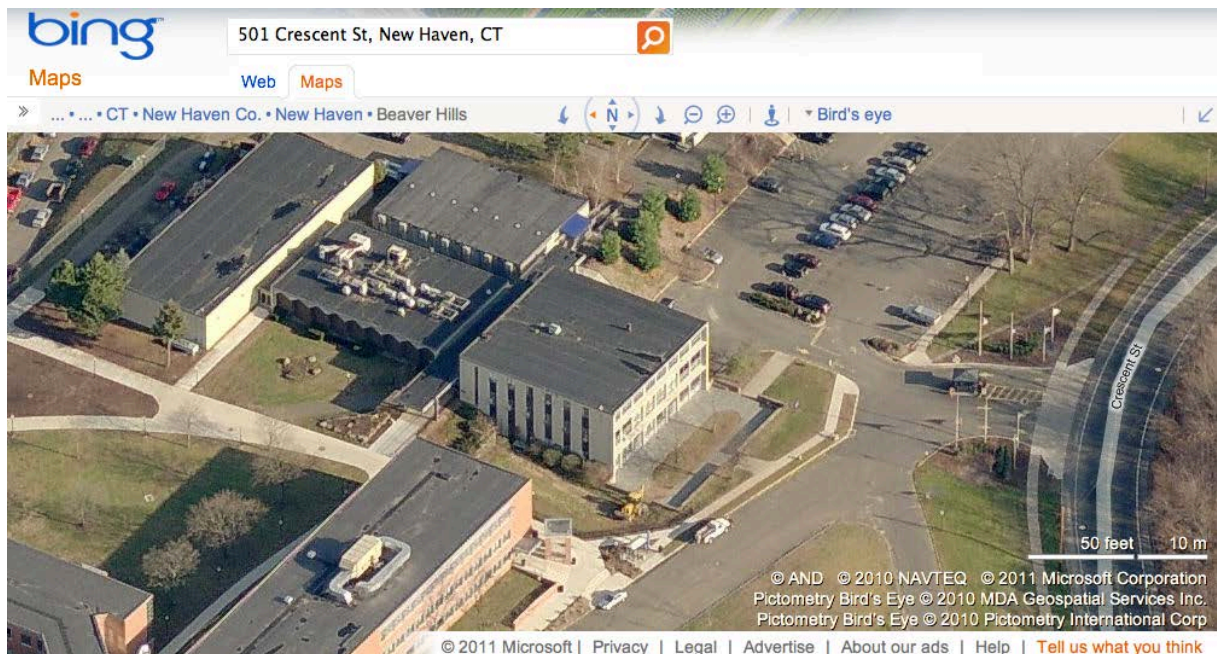 bing™
501 Crescent St, New Haven, CT
Maps
Web Maps
» ... • ... • CT • New Haven Co. • New Haven • Beaver Hills N Bird's eye
Crescent St
50 feet 10 m
© AND © 2010 NAVTEQ © 2011 Microsoft Corporation
Pictometry Bird's Eye © 2010 MDA Geospatial Services Inc.
Pictometry Bird's Eye © 2010 Pictometry International Corp
© 2011 Microsoft | Privacy | Legal | Advertise | About our ads | Help | Tell us what you think